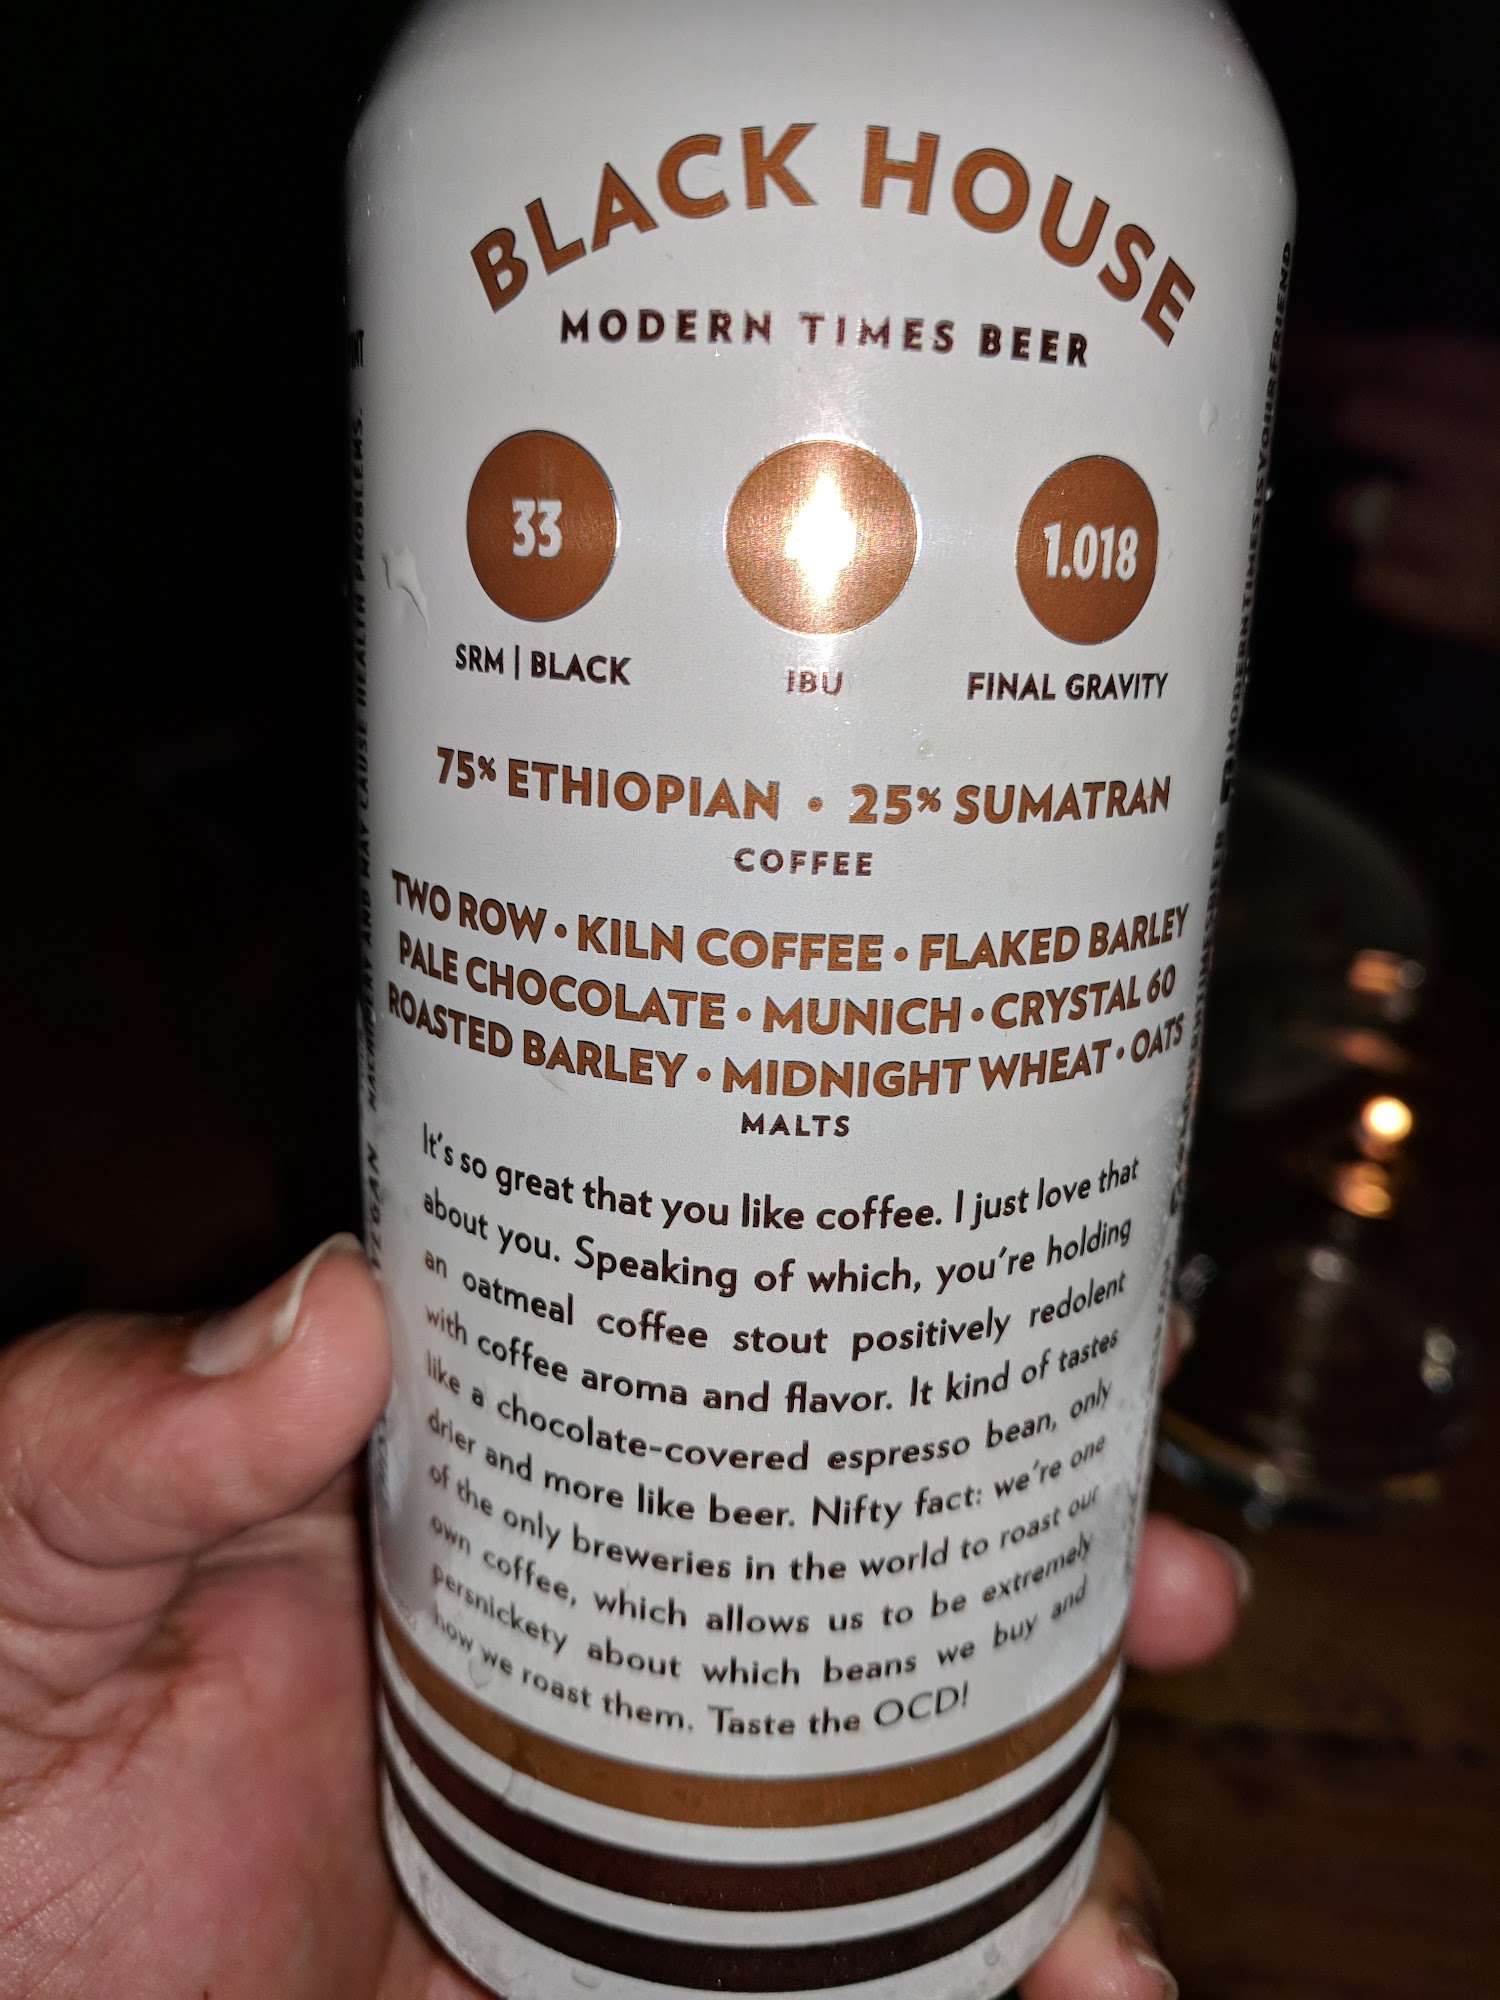 BLACK HOUSE
MODERN TIMES BEER
33
1.018
SRM | BLACK
IBU
FINAL GRAVITY
75% ETHIOPIAN • 25% SUMATRAN
COFFEE
TWO ROW • KILN COFFEE • FLAKED BARLEY
PALE CHOCOLATE • MUNICH • CRYSTAL 60
ROASTED BARLEY • MIDNIGHT WHEAT • OATS
MALTS
It's so great that you like coffee. I just love that
about you. Speaking of which, you're holding
an oatmeal coffee stout positively redolent
with coffee aroma and flavor. It kind of tastes
like a chocolate-covered espresso bean, only
drier and more like beer. Nifty fact: we're one
of the only breweries in the world to roast our
own coffee, which allows us to be extremely
persnickety about which beans we buy and
how we roast them. Taste the OCD!
MACHINERY AND MAY CAUSE HEALTH PROBLEMS.